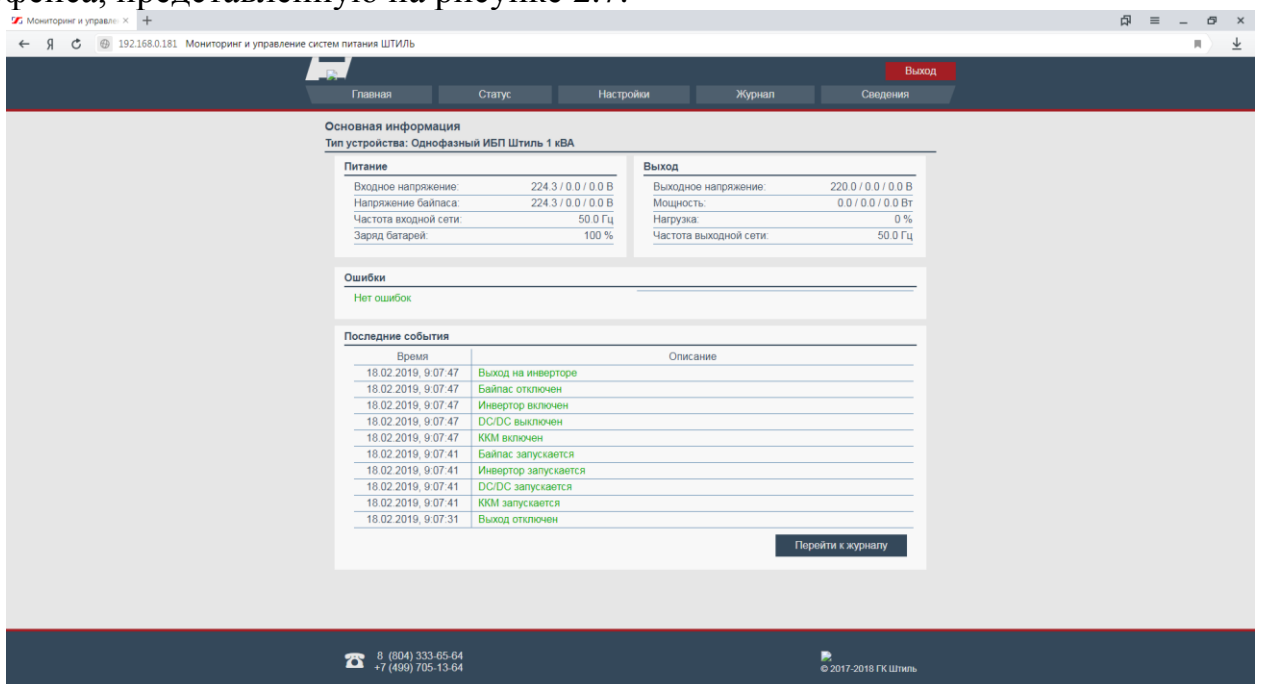 фейса, представленную на рисунке 2.7.
Мониторинг и управле
192.168.0.181 Мониторинг и управление систем питания ШТИЛЬ
Выход
Главная Статус Настройки Журнал Сведения
Основная информация
Тип устройства: Однофазный ИБП Штиль 1 кВА
Питание
Входное напряжение: 224.3 / 0.0 / 0.0 В
Напряжение байпаса: 224.3 / 0.0 / 0.0 В
Частота входной сети: 50.0 Гц
Заряд батарей: 100 %
Выход
Выходное напряжение: 220.0 / 0.0 / 0.0 В
Мощность: 0.0 / 0.0 / 0.0 Вт
Нагрузка: 0 %
Частота выходной сети: 50.0 Гц
Ошибки
Нет ошибок
Последние события
Время Описание
18.02.2019, 9:07:47 Выход на инверторе
18.02.2019, 9:07:47 Байпас отключен
18.02.2019, 9:07:47 Инвертор включен
18.02.2019, 9:07:47 DC/DC выключен
18.02.2019, 9:07:47 ККМ включен
18.02.2019, 9:07:41 Байпас запускается
18.02.2019, 9:07:41 Инвертор запускается
18.02.2019, 9:07:41 DC/DC запускается
18.02.2019, 9:07:41 ККМ запускается
18.02.2019, 9:07:31 Выход отключен
Перейти к журналу
8 (804) 333-65-64
+7 (499) 705-13-64
© 2017-2018 ГК Штиль